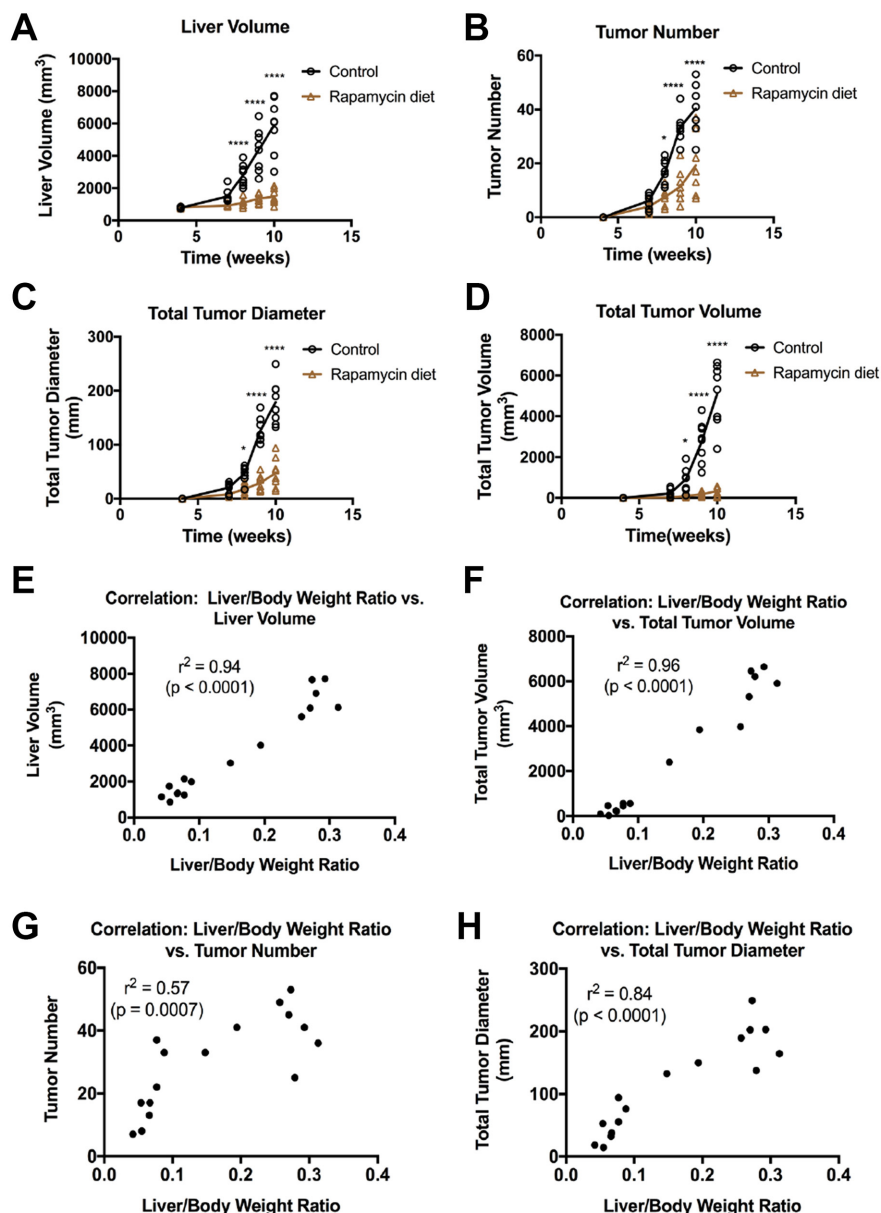 A
Liver Volume
Liver Volume (mm3)
10000
8000
6000
4000
2000
0
0
5
10
15
Time (weeks)
****
****
****
Control
Rapamycin diet
B
Tumor Number
Tumor Number
60
40
20
0
0
5
10
15
Time (weeks)
*
****
****
Control
Rapamycin diet
C
Total Tumor Diameter
Total Tumor Diameter
(mm)
300
200
100
0
0
5
10
15
Time (weeks)
*
****
****
Control
Rapamycin diet
D
Total Tumor Volume
Total Tumor Volume
(mm3)
8000
6000
4000
2000
0
0
5
10
15
Time(weeks)
*
****
****
Control
Rapamycin diet
E
Correlation: Liver/Body Weight Ratio vs.
Liver Volume
r2 = 0.94
(p < 0.0001)
Liver Volume
(mm3)
10000
8000
6000
4000
2000
0
0.0
0.1
0.2
0.3
0.4
Liver/Body Weight Ratio
F
Correlation: Liver/Body Weight Ratio
vs. Total Tumor Volume
r2 = 0.96
(p < 0.0001)
Total Tumor Volume
(mm3)
8000
6000
4000
2000
0
0.0
0.1
0.2
0.3
0.4
Liver/Body Weight Ratio
G
Correlation: Liver/Body Weight Ratio
vs. Tumor Number
r2 = 0.57
(p = 0.0007)
Tumor Number
60
40
20
0
0.0
0.1
0.2
0.3
0.4
Liver/Body Weight Ratio
H
Correlation: Liver/Body Weight Ratio
vs. Total Tumor Diameter
r2 = 0.84
(p < 0.0001)
Total Tumor Diameter
(mm)
300
200
100
0
0.0
0.1
0.2
0.3
0.4
Liver/Body Weight Ratio